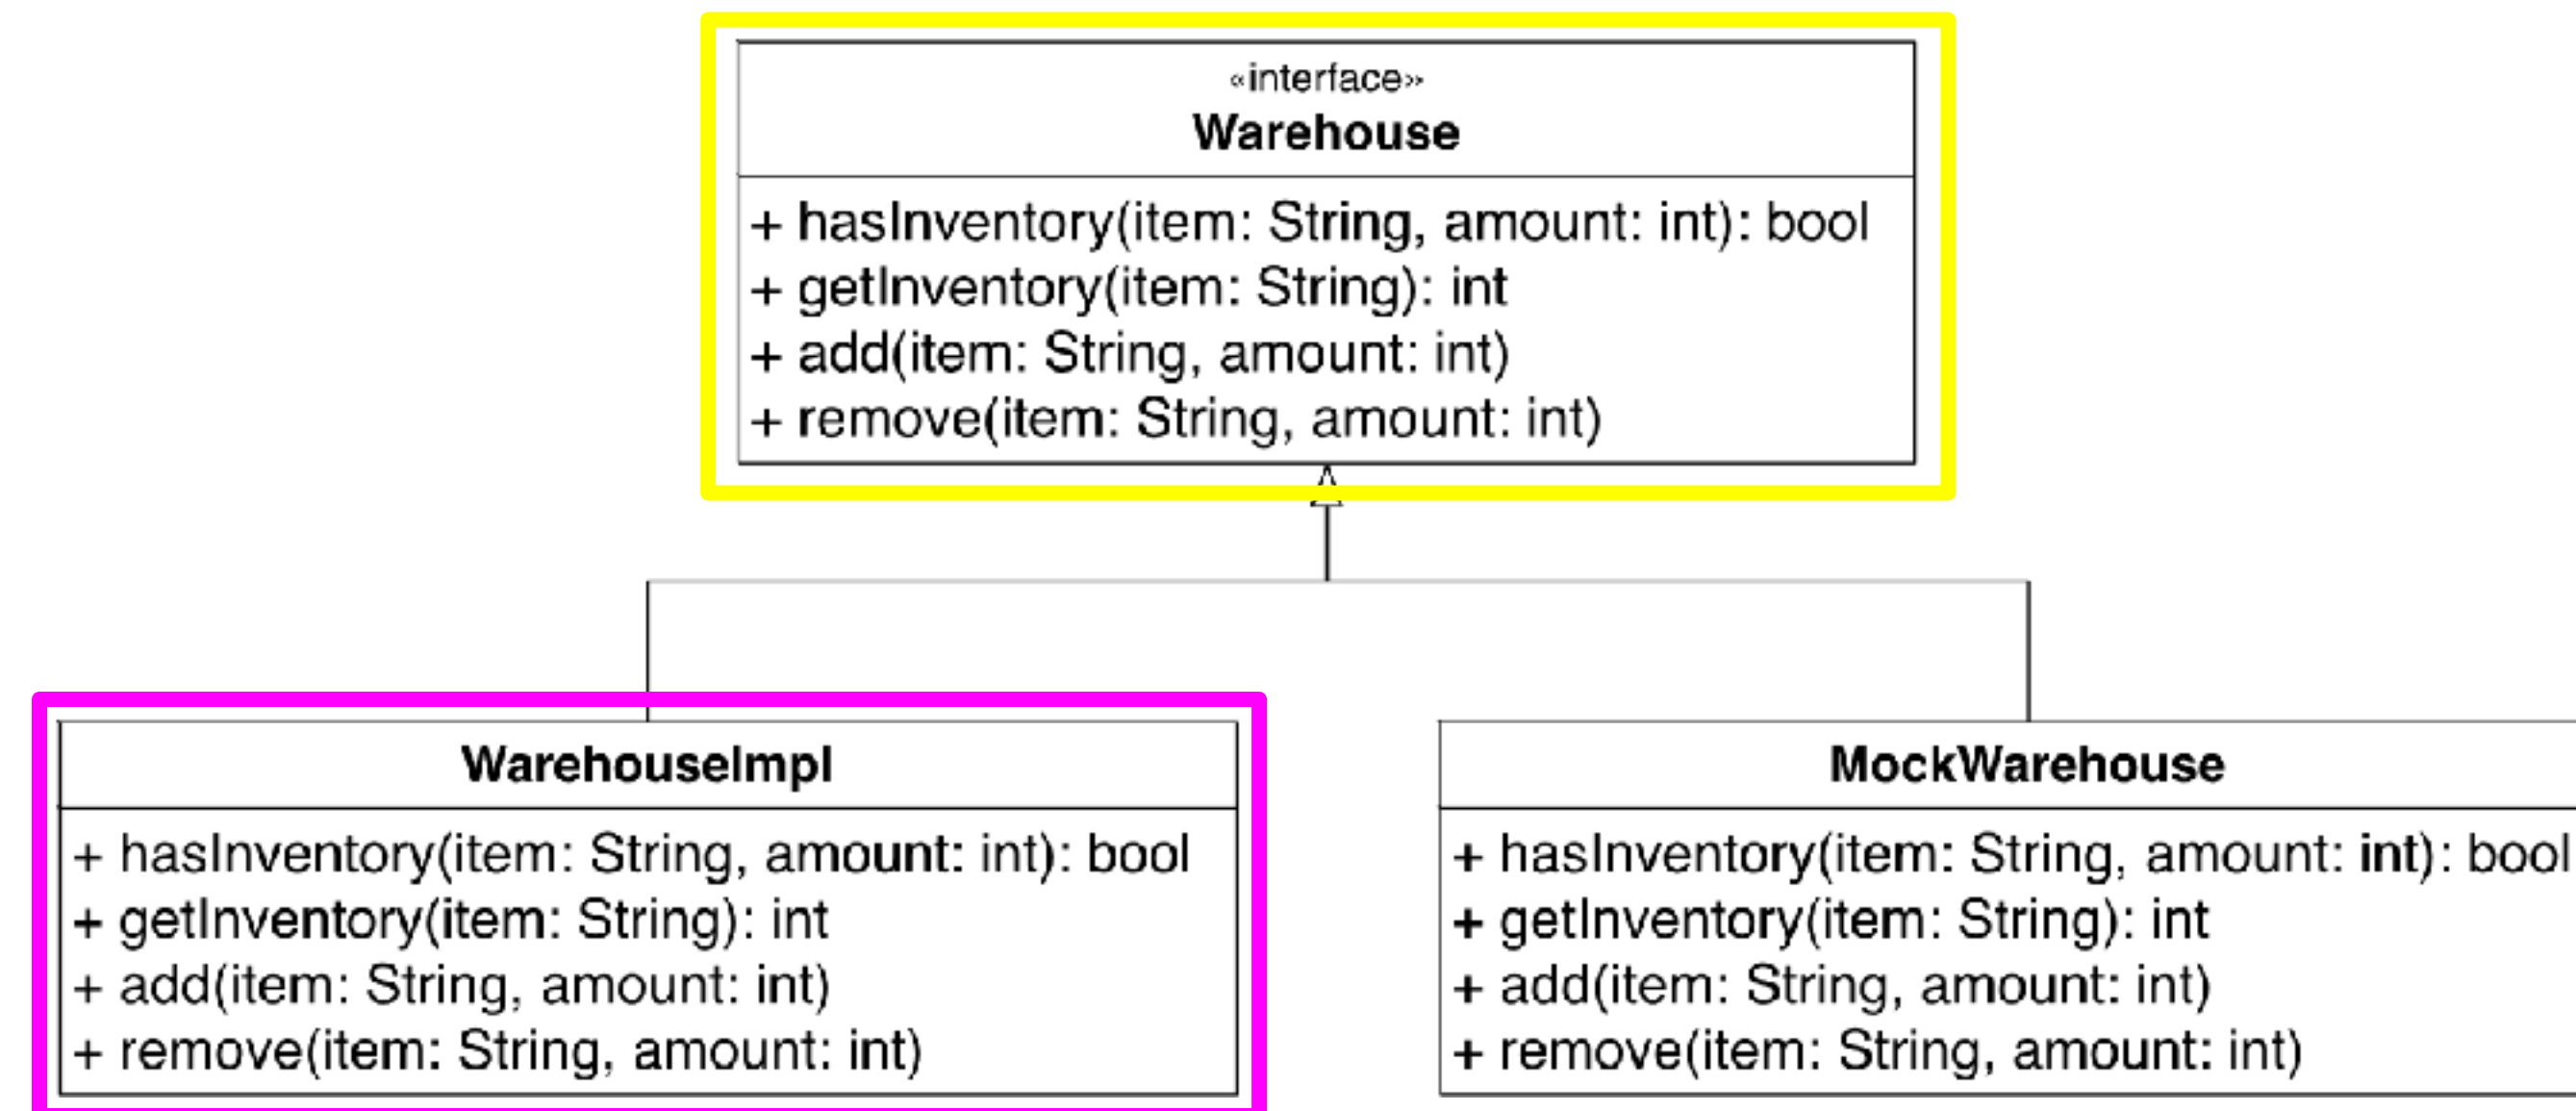 «interface»
Warehouse
+ hasInventory(item: String, amount: int): bool
+ getInventory(item: String): int
+ add(item: String, amount: int)
+ remove(item: String, amount: int)
WarehouseImpl
+ hasInventory(item: String, amount: int): bool
+ getInventory(item: String): int
+ add(item: String, amount: int)
+ remove(item: String, amount: int)
MockWarehouse
+ hasInventory(item: String, amount: int): bool
+ getInventory(item: String): int
+ add(item: String, amount: int)
+ remove(item: String, amount: int)